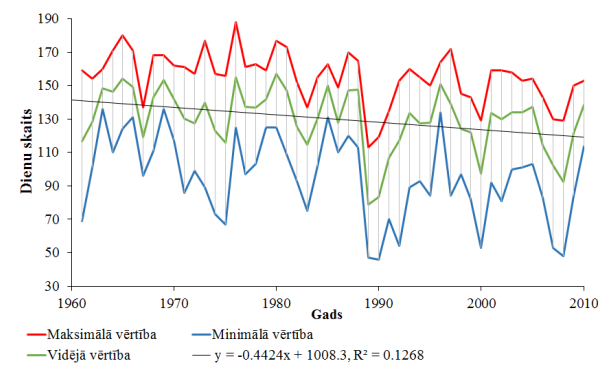 190
170
150
130
110
90
70
50
30
Dienu skaits
1960 1970 1980 1990 2000 2010
Gads
Maksimālā vērtība Minimālā vērtība
Vidējā vērtība y = -0.4424x + 1008.3, R² = 0.1268